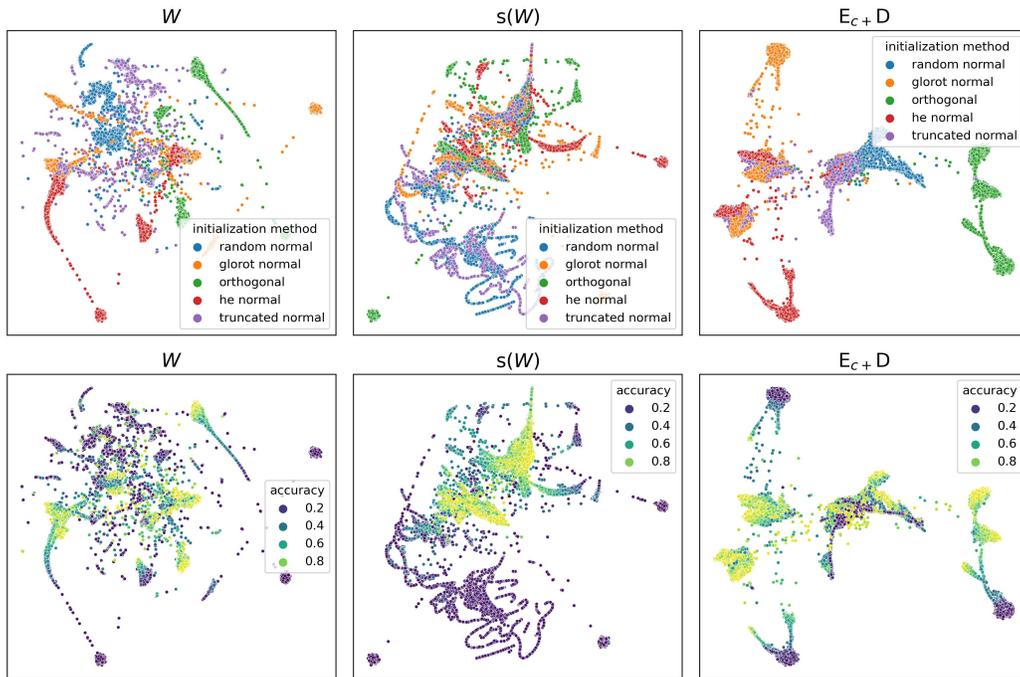 W
s(W)
E_{c+}D
initialization method
random normal
glorot normal
orthogonal
he normal
truncated normal
initialization method
random normal
glorot normal
orthogonal
he normal
truncated normal
initialization method
random normal
glorot normal
orthogonal
he normal
truncated normal
W
s(W)
E_{c+}D
accuracy
0.2
0.4
0.6
0.8
accuracy
0.2
0.4
0.6
0.8
accuracy
0.2
0.4
0.6
0.8